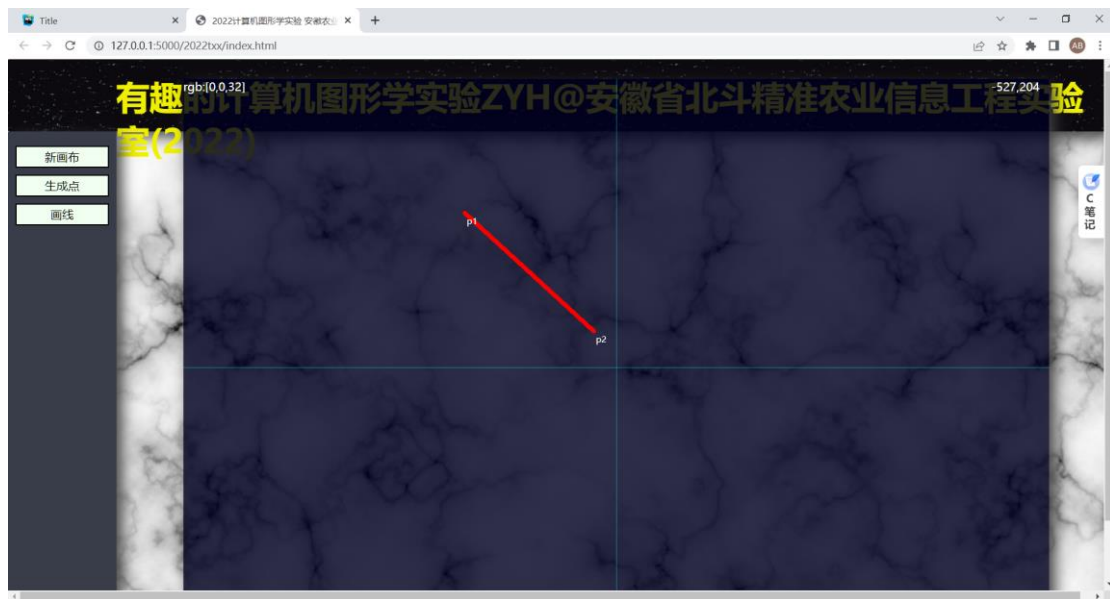 Title
2022计算机图形学实验 安徽农业
127.0.0.1:5000/2022txx/index.html
AB
rgb:[0,0,32]
-527,204
有趣的计算机图形学实验ZYH@安徽省北斗精准农业信息工程实验
室(2022)
新画布
生成点
画线
C
笔
记
p1
p2